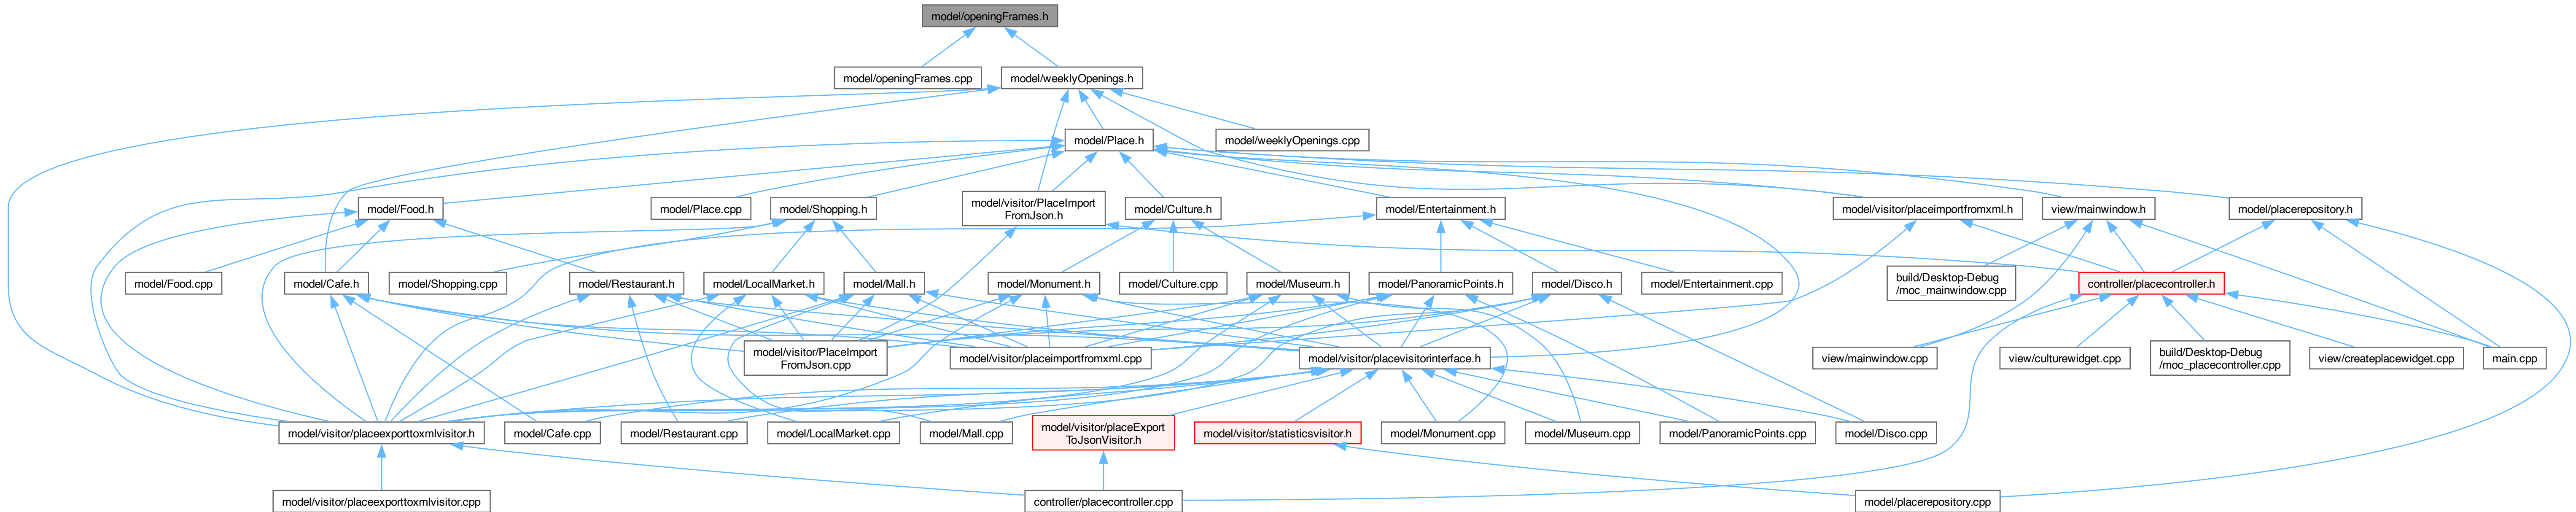 model/openingFrames.h
model/openingFrames.cpp
model/weeklyOpenings.h
model/Place.h
model/weeklyOpenings.cpp
model/Food.h
model/Place.cpp
model/Shopping.h
model/visitor/PlaceImport
FromJson.h
model/Culture.h
model/Entertainment.h
model/visitor/placeimportfromxml.h
view/mainwindow.h
model/placerepository.h
model/Food.cpp
model/Cafe.h
model/Shopping.cpp
model/Restaurant.h
model/LocalMarket.h
model/Mall.h
model/Monument.h
model/Culture.cpp
model/Museum.h
model/PanoramicPoints.h
model/Disco.h
model/Entertainment.cpp
build/Desktop-Debug
/moc_mainwindow.cpp
controller/placecontroller.h
model/visitor/PlaceImport
FromJson.cpp
model/visitor/placeimportfromxml.cpp
model/visitor/placevisitorinterface.h
view/mainwindow.cpp
view/culturewidget.cpp
build/Desktop-Debug
/moc_placecontroller.cpp
view/createplacewidget.cpp
main.cpp
model/visitor/placeexporttoxmlvisitor.h
model/Cafe.cpp
model/Restaurant.cpp
model/LocalMarket.cpp
model/Mall.cpp
model/visitor/placeExport
ToJsonVisitor.h
model/visitor/statisticsvisitor.h
model/Monument.cpp
model/Museum.cpp
model/PanoramicPoints.cpp
model/Disco.cpp
model/visitor/placeexporttoxmlvisitor.cpp
controller/placecontroller.cpp
model/placerepository.cpp